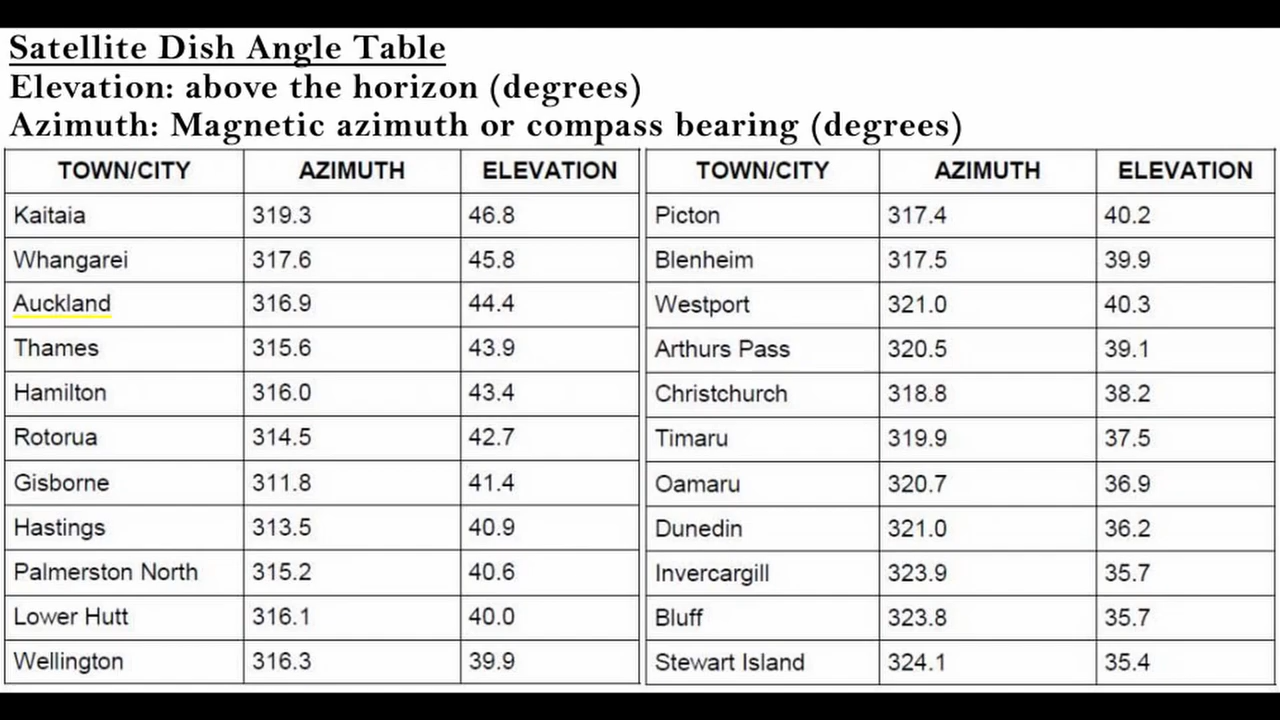 Satellite Dish Angle Table
Elevation: above the horizon (degrees)
Azimuth: Magnetic azimuth or compass bearing (degrees)
TOWN/CITY AZIMUTH ELEVATION TOWN/CITY AZIMUTH ELEVATION
Kaitaia 319.3 46.8 Picton 317.4 40.2
Whangarei 317.6 45.8 Blenheim 317.5 39.9
Auckland 316.9 44.4 Westport 321.0 40.3
Thames 315.6 43.9 Arthurs Pass 320.5 39.1
Hamilton 316.0 43.4 Christchurch 318.8 38.2
Rotorua 314.5 42.7 Timaru 319.9 37.5
Gisborne 311.8 41.4 Oamaru 320.7 36.9
Hastings 313.5 40.9 Dunedin 321.0 36.2
Palmerston North 315.2 40.6 Invercargill 323.9 35.7
Lower Hutt 316.1 40.0 Bluff 323.8 35.7
Wellington 316.3 39.9 Stewart Island 324.1 35.4